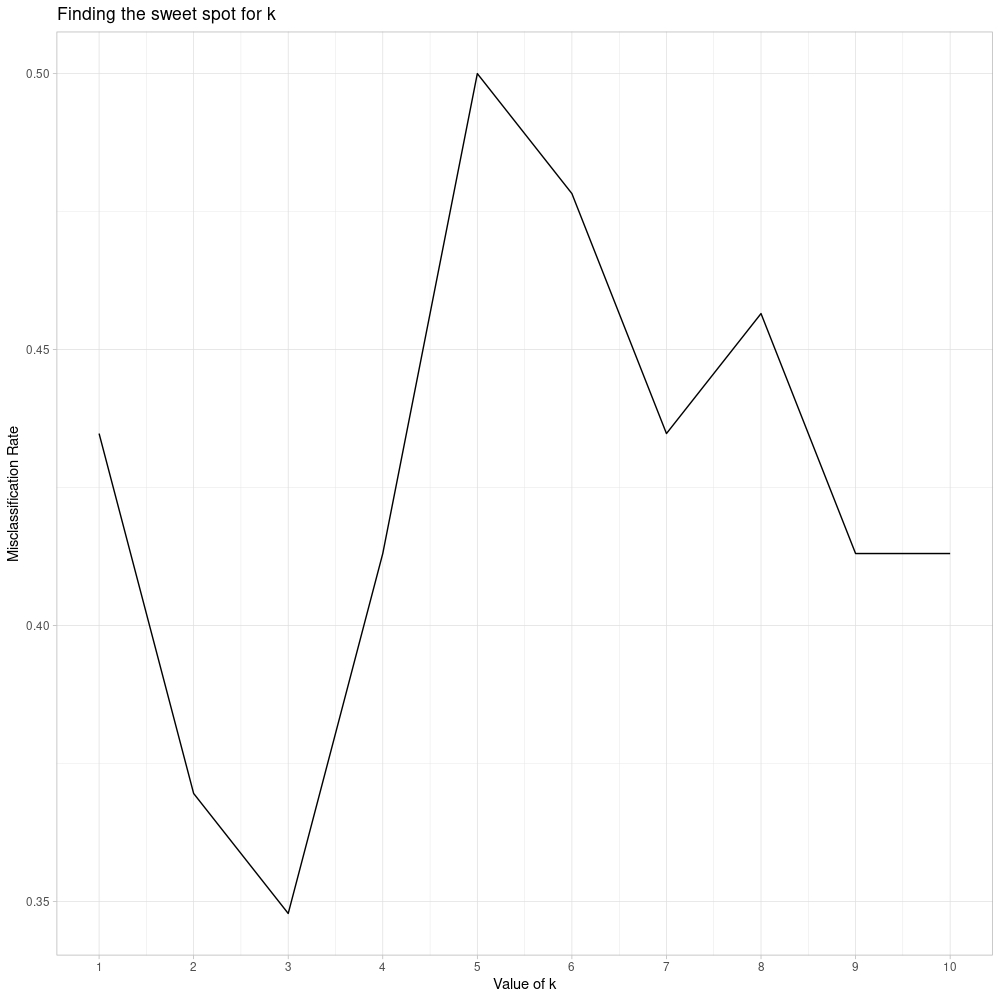 Finding the sweet spot for k
0.50
0.45
0.40
0.35
Misclassification Rate
1 2 3 4 5 6 7 8 9 10
Value of k